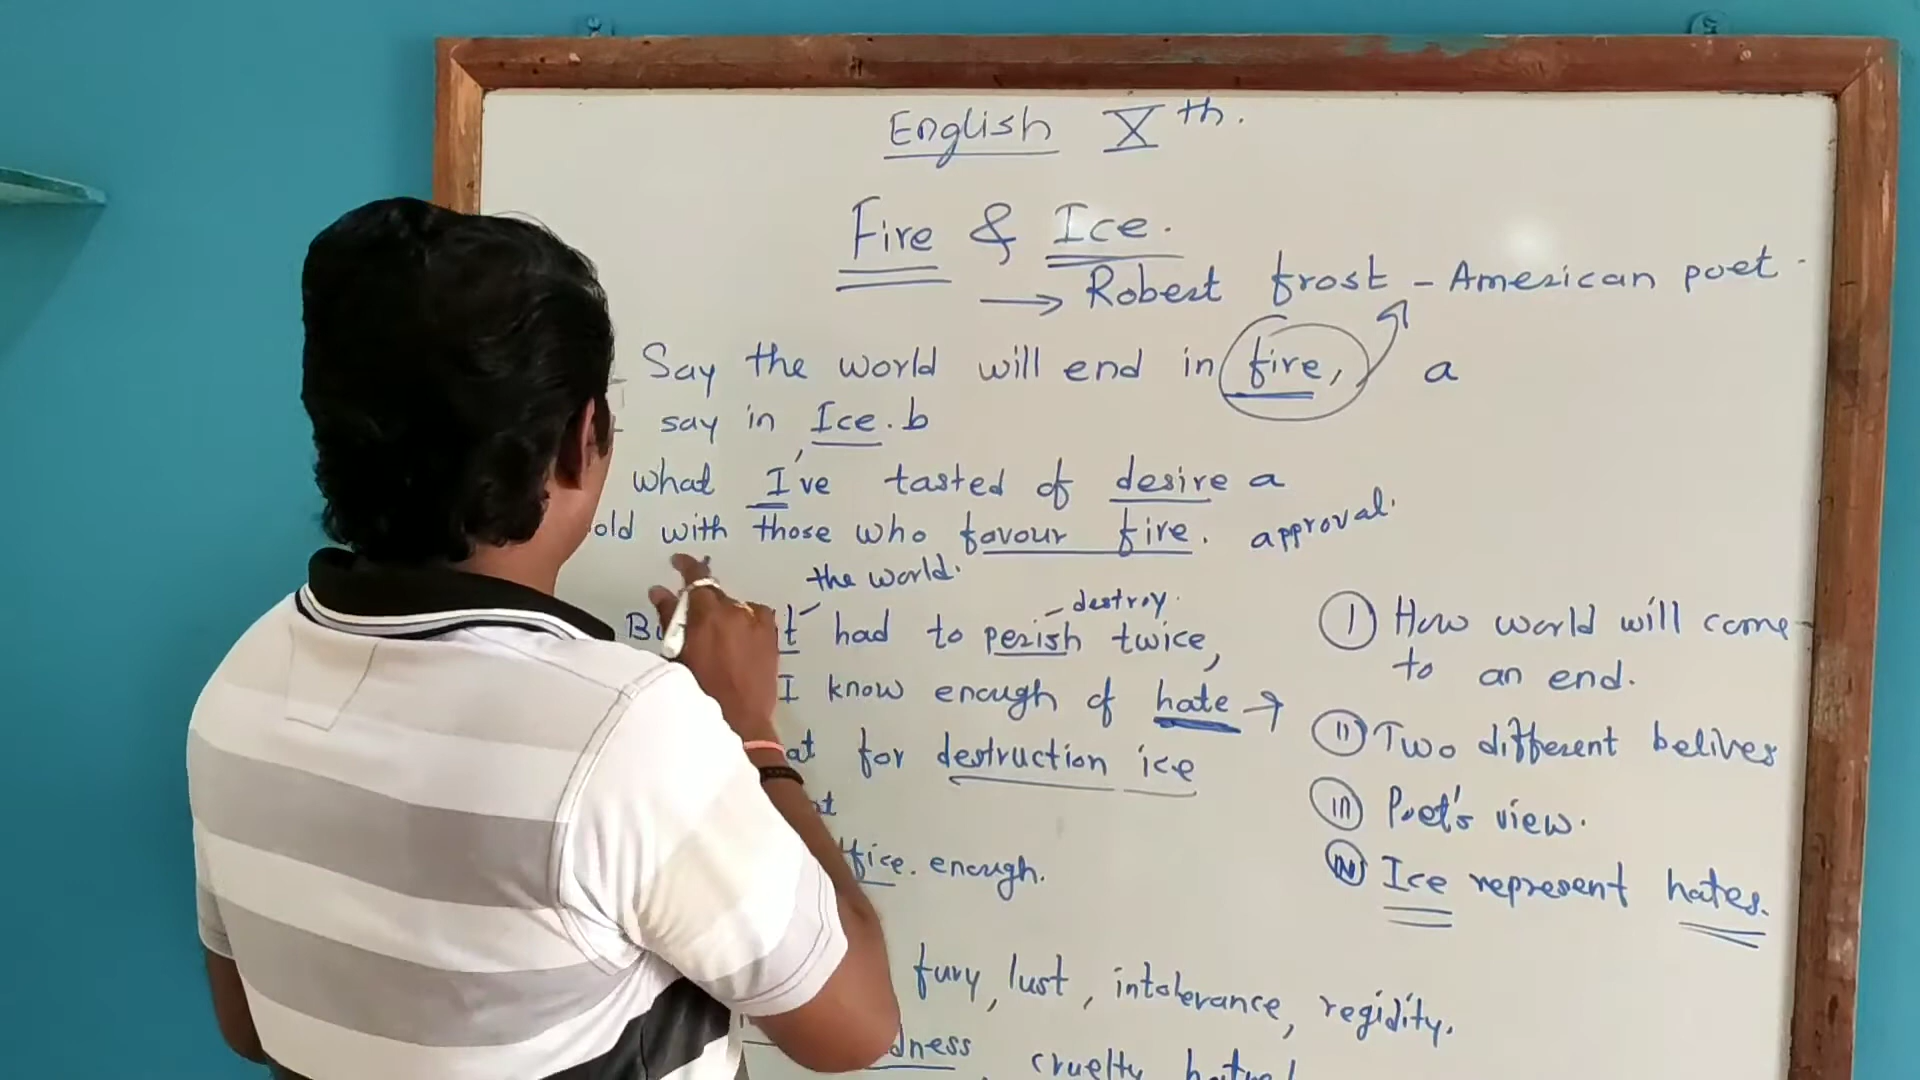 English Xth.
Fire & Ice.
→ Robert frost - American poet
Say the world will end in fire, a
say in Ice. b
what I've tasted of desire a
old with those who favour fire. approval.
the world.
destroy.
it had to perish twice,
I know enough of hate →
at for destruction ice
fice. enough.
fury, lust, intolerance, regidity.
dness, cruelty,
I How world will come
to an end.
II Two different belives
III Poet's view.
IV Ice represent hates.